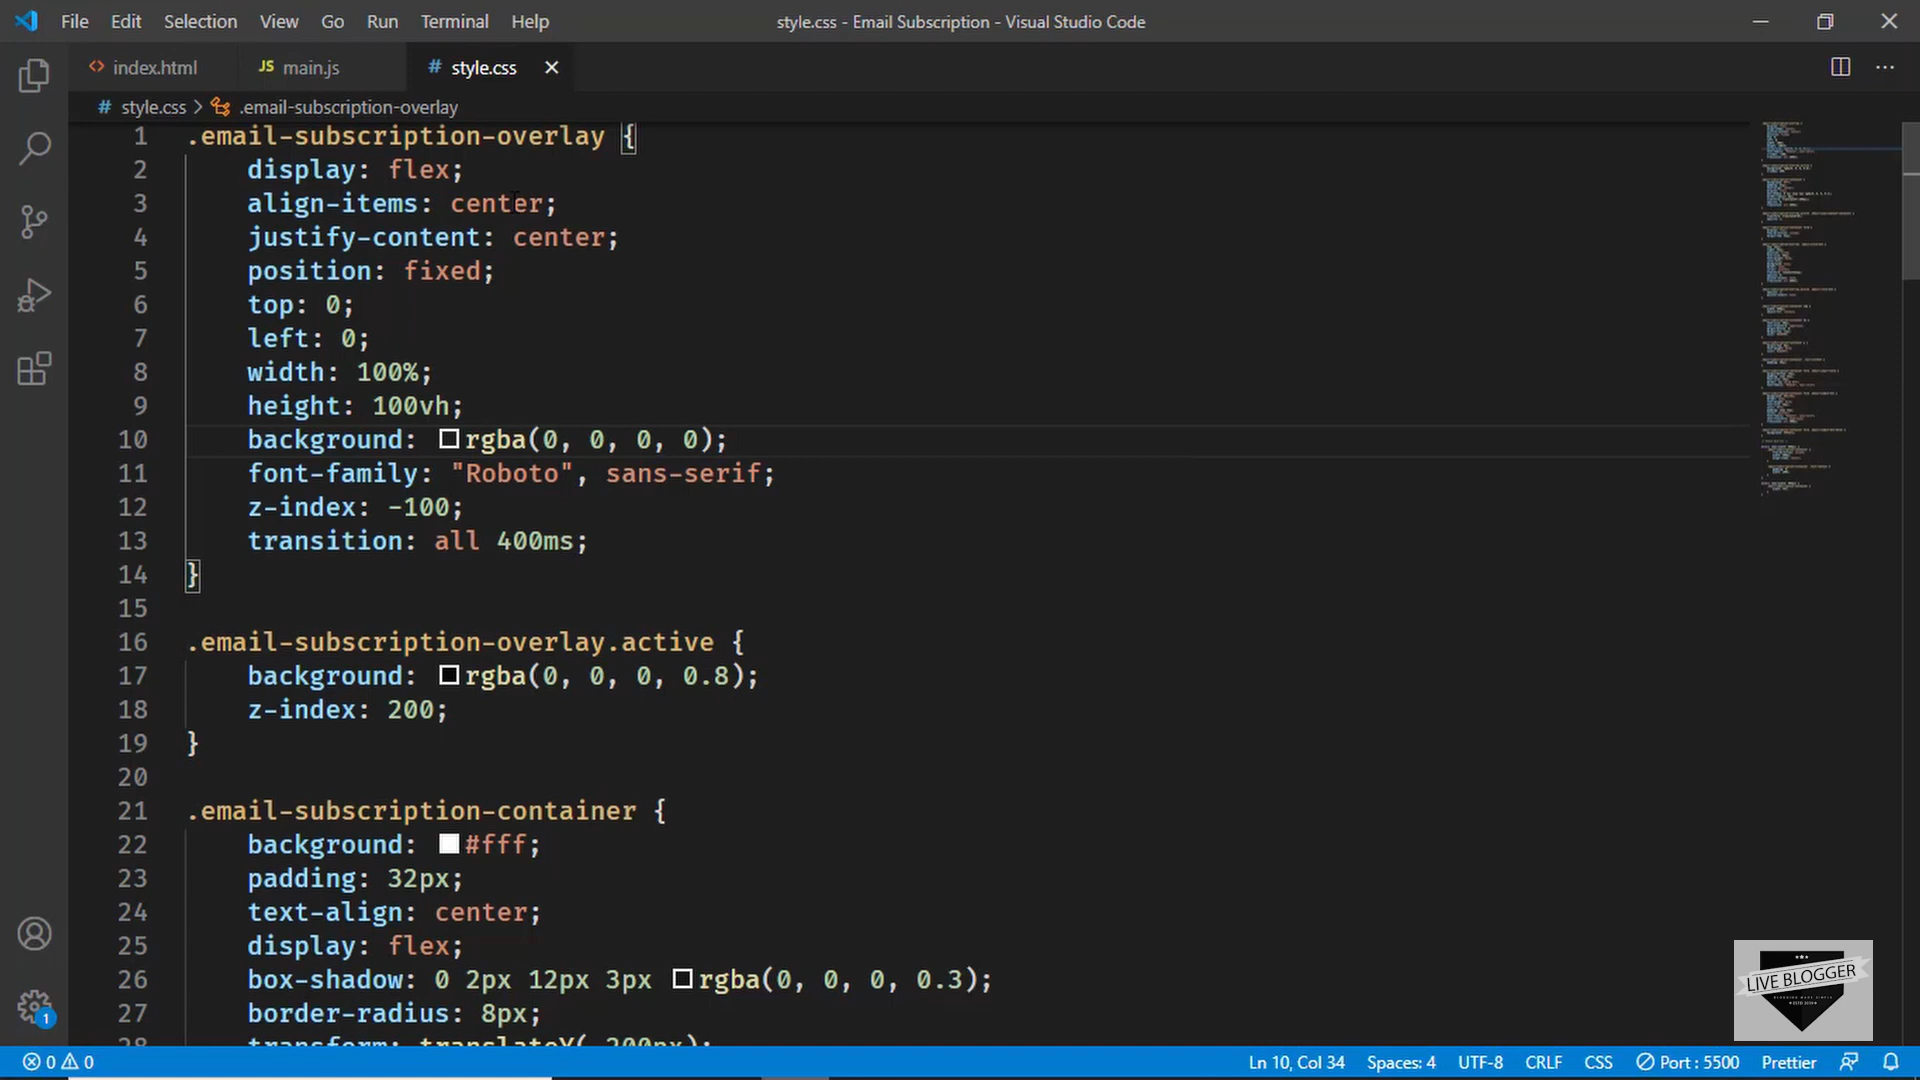 File Edit Selection View Go Run Terminal Help style.css - Email Subscription - Visual Studio Code
<> index.html JS main.js # style.css
# style.css > .email-subscription-overlay
1 .email-subscription-overlay {
2 display: flex;
3 align-items: center;
4 justify-content: center;
5 position: fixed;
6 top: 0;
7 left: 0;
8 width: 100%;
9 height: 100vh;
10 background: rgba(0, 0, 0, 0);
11 font-family: "Roboto", sans-serif;
12 z-index: -100;
13 transition: all 400ms;
14 }
15
16 .email-subscription-overlay.active {
17 background: rgba(0, 0, 0, 0.8);
18 z-index: 200;
19 }
20
21 .email-subscription-container {
22 background: #fff;
23 padding: 32px;
24 text-align: center;
25 display: flex;
26 box-shadow: 0 2px 12px 3px rgba(0, 0, 0, 0.3);
27 border-radius: 8px;
28 transform: translateY(-200px);
LIVE BLOGGER
1
0 0 Ln 10, Col 34 Spaces: 4 UTF-8 CRLF CSS Port : 5500 Prettier